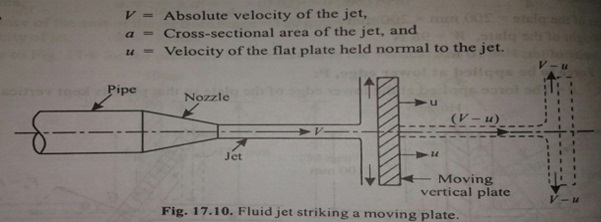 V = Absolute velocity of the jet,
a = Cross-sectional area of the jet, and
u = Velocity of the flat plate held normal to the jet.
V – u
Pipe
Nozzle
u
(V – u)
V
Jet
u
Moving
vertical plate
V – u
Fig. 17.10. Fluid jet striking a moving plate.